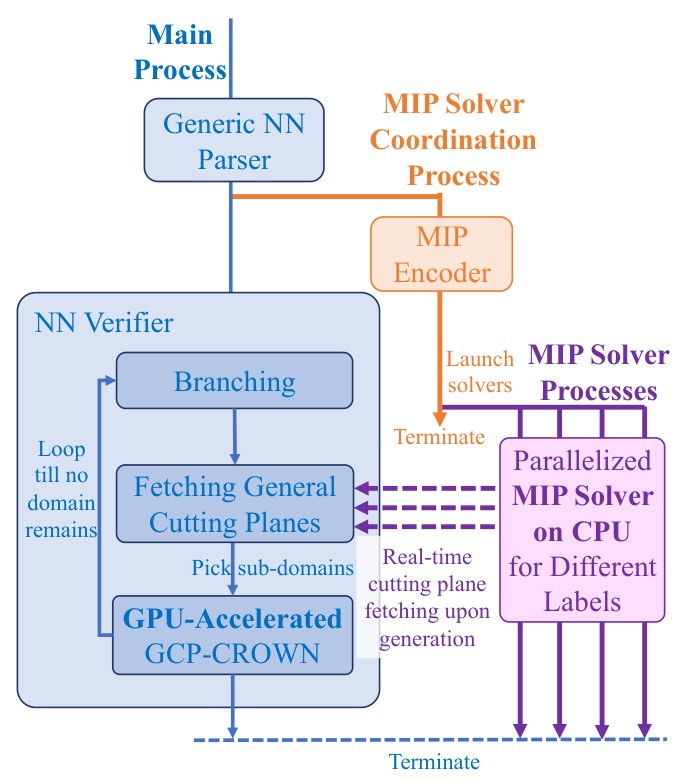 Main
Process
Generic NN
Parser
MIP Solver
Coordination
Process
MIP
Encoder
NN Verifier
Branching
Launch
solvers
MIP Solver
Processes
Terminate
Loop
till no
domain
remains
Fetching General
Cutting Planes
Parallelized
MIP Solver
on CPU
for Different
Labels
Pick sub-domains
Real-time
cutting plane
fetching upon
generation
GPU-Accelerated
GCP-CROWN
Terminate